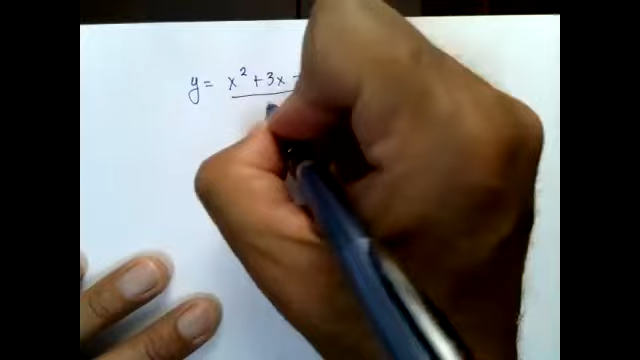 y = x² + 3x -